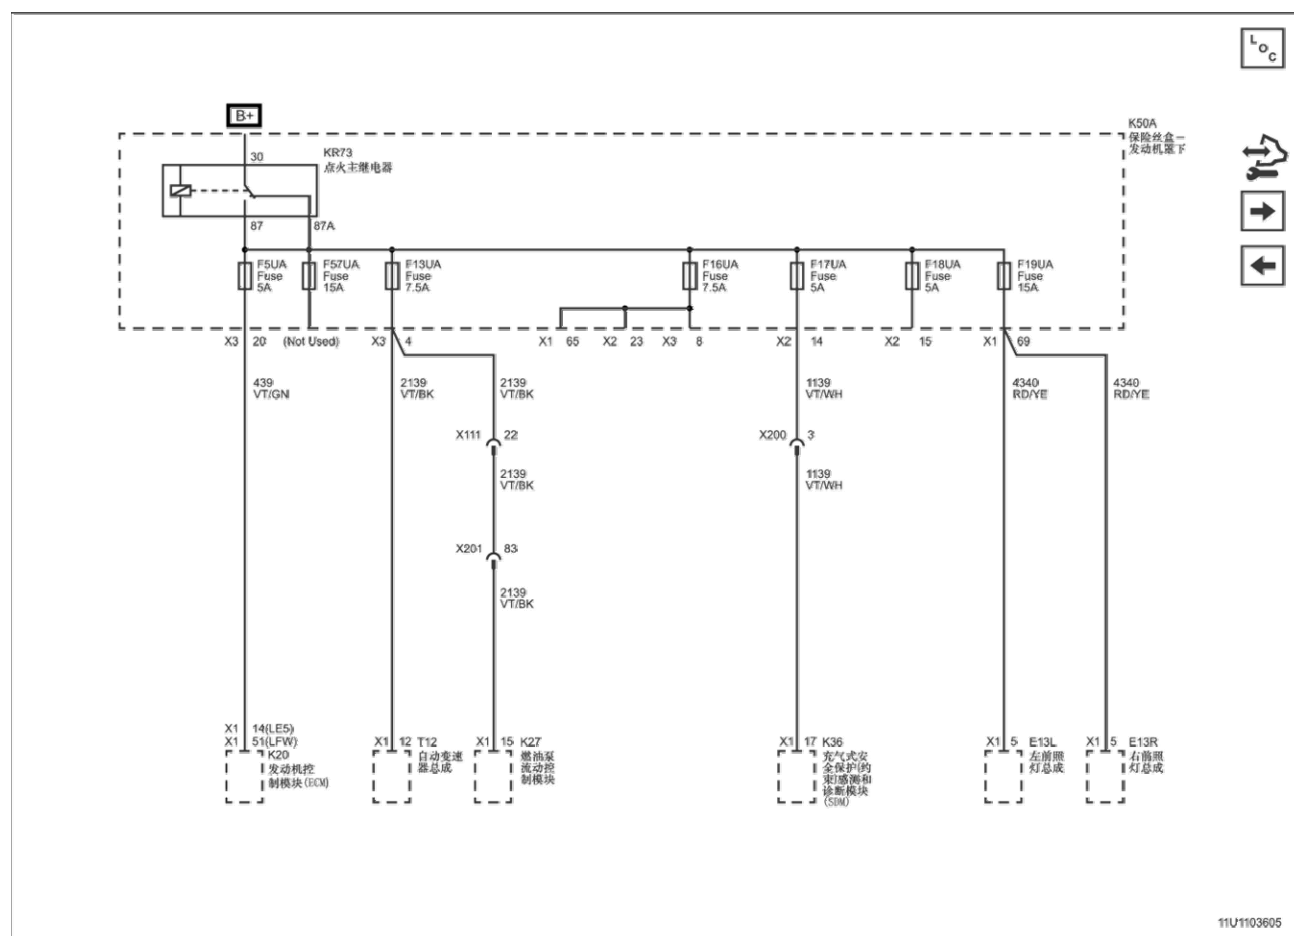 LOC
B+
K50A
保险丝盒－
发动机罩下
KR73
点火主继电器
30
87
87A
F5UA
Fuse
5A
F57UA
Fuse
15A
F13UA
Fuse
7.5A
F16UA
Fuse
7.5A
F17UA
Fuse
5A
F18UA
Fuse
5A
F19UA
Fuse
15A
X3 20 (Not Used) X3 4 X1 65 X2 23 X3 8 X2 14 X2 15 X1 69
439
VT/GN
2139
VT/BK
2139
VT/BK
1139
VT/WH
4340
RD/YE
4340
RD/YE
X111 22
X200 3
2139
VT/BK
1139
VT/WH
X201 83
2139
VT/BK
X1 14(LE5)
X1 51(LFW)
K20
发动机控
制模块(ECM)
X1 12 T12
自动变速
器总成
X1 15 K27
燃油泵
流动控
制模块
X1 17 K36
充气式安
全保护(约
束)感测和
诊断模块
(SDM)
X1 5 E13L
左前照
灯总成
X1 5 E13R
右前照
灯总成
11U1103605